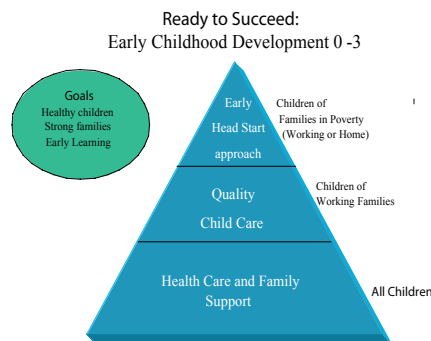 Ready to Succeed:
Early Childhood Development 0 -3
Goals
Healthy children
Strong families
Early Learning
Early
Head Start
approach
Children of
Families in Poverty
(Working or Home)
Quality
Child Care
Children of
Working Families
Health Care and Family
Support
All Children